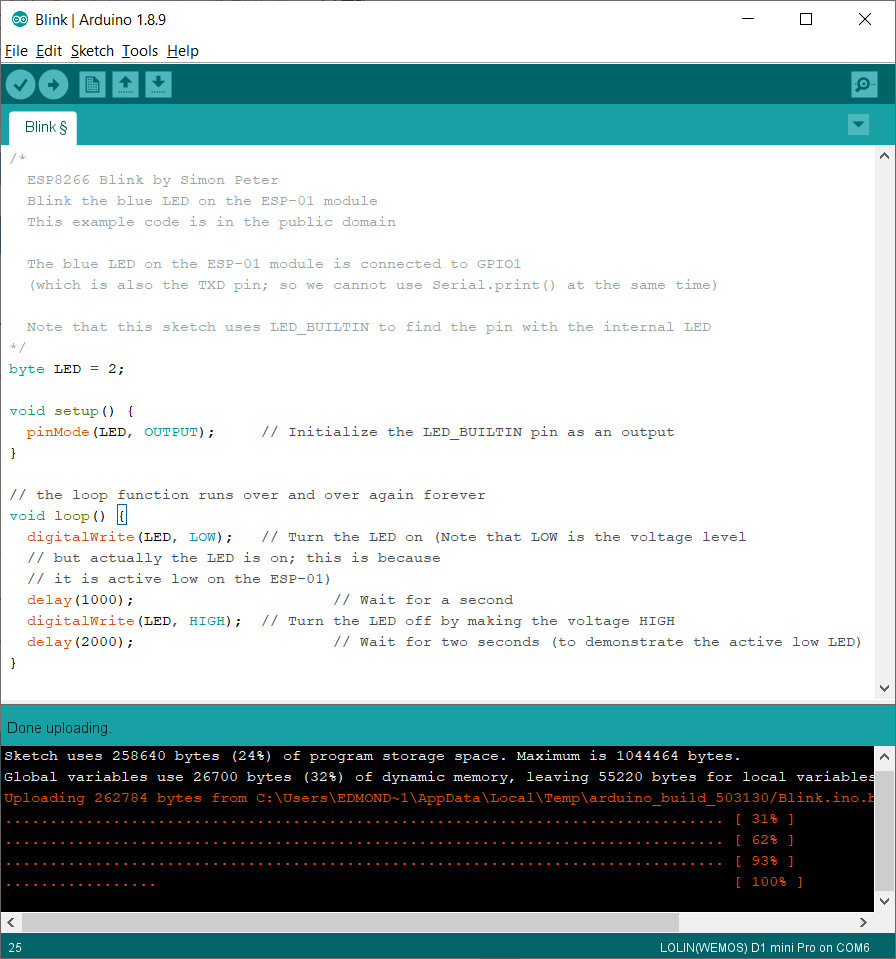 Blink | Arduino 1.8.9
File Edit Sketch Tools Help
Blink §
/*
  ESP8266 Blink by Simon Peter
  Blink the blue LED on the ESP-01 module
  This example code is in the public domain

  The blue LED on the ESP-01 module is connected to GPIO1
  (which is also the TXD pin; so we cannot use Serial.print() at the same time)

  Note that this sketch uses LED_BUILTIN to find the pin with the internal LED
*/
byte LED = 2;

void setup() {
  pinMode(LED, OUTPUT);     // Initialize the LED_BUILTIN pin as an output
}

// the loop function runs over and over again forever
void loop() {
  digitalWrite(LED, LOW);   // Turn the LED on (Note that LOW is the voltage level
  // but actually the LED is on; this is because
  // it is active low on the ESP-01)
  delay(1000);                      // Wait for a second
  digitalWrite(LED, HIGH);  // Turn the LED off by making the voltage HIGH
  delay(2000);                      // Wait for two seconds (to demonstrate the active low LED)
}
Done uploading.
Sketch uses 258640 bytes (24%) of program storage space. Maximum is 1044464 bytes.
Global variables use 26700 bytes (32%) of dynamic memory, leaving 55220 bytes for local variables
Uploading 262784 bytes from C:\Users\EDMOND~1\AppData\Local\Temp\arduino_build_503130/Blink.ino.b
................................................................................ [ 31% ]
................................................................................ [ 62% ]
................................................................................ [ 93% ]
.................                                                                [ 100% ]
25 LOLIN(WEMOS) D1 mini Pro on COM6